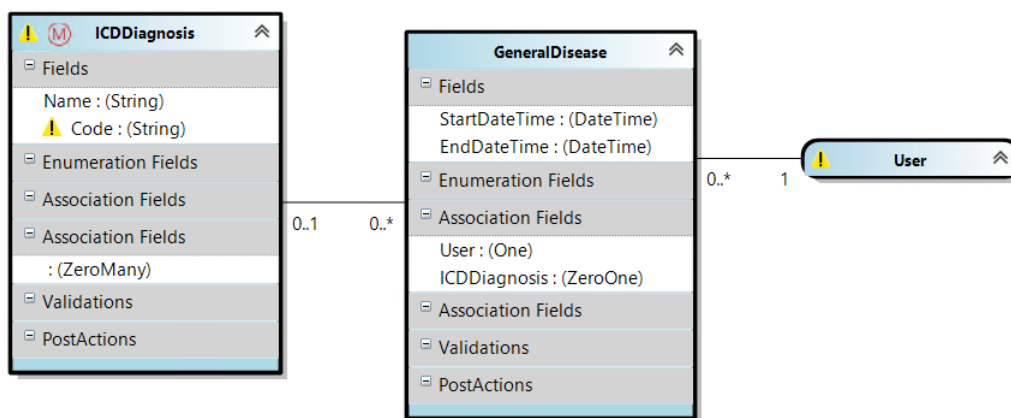 ICDDiagnosis
Fields
Name : (String)
Code : (String)
Enumeration Fields
Association Fields
Association Fields
: (ZeroMany)
Validations
PostActions
0..1 0..*
GeneralDisease
Fields
StartDateTime : (DateTime)
EndDateTime : (DateTime)
Enumeration Fields
Association Fields
User : (One)
ICDDiagnosis : (ZeroOne)
Association Fields
Validations
PostActions
0..* 1
User